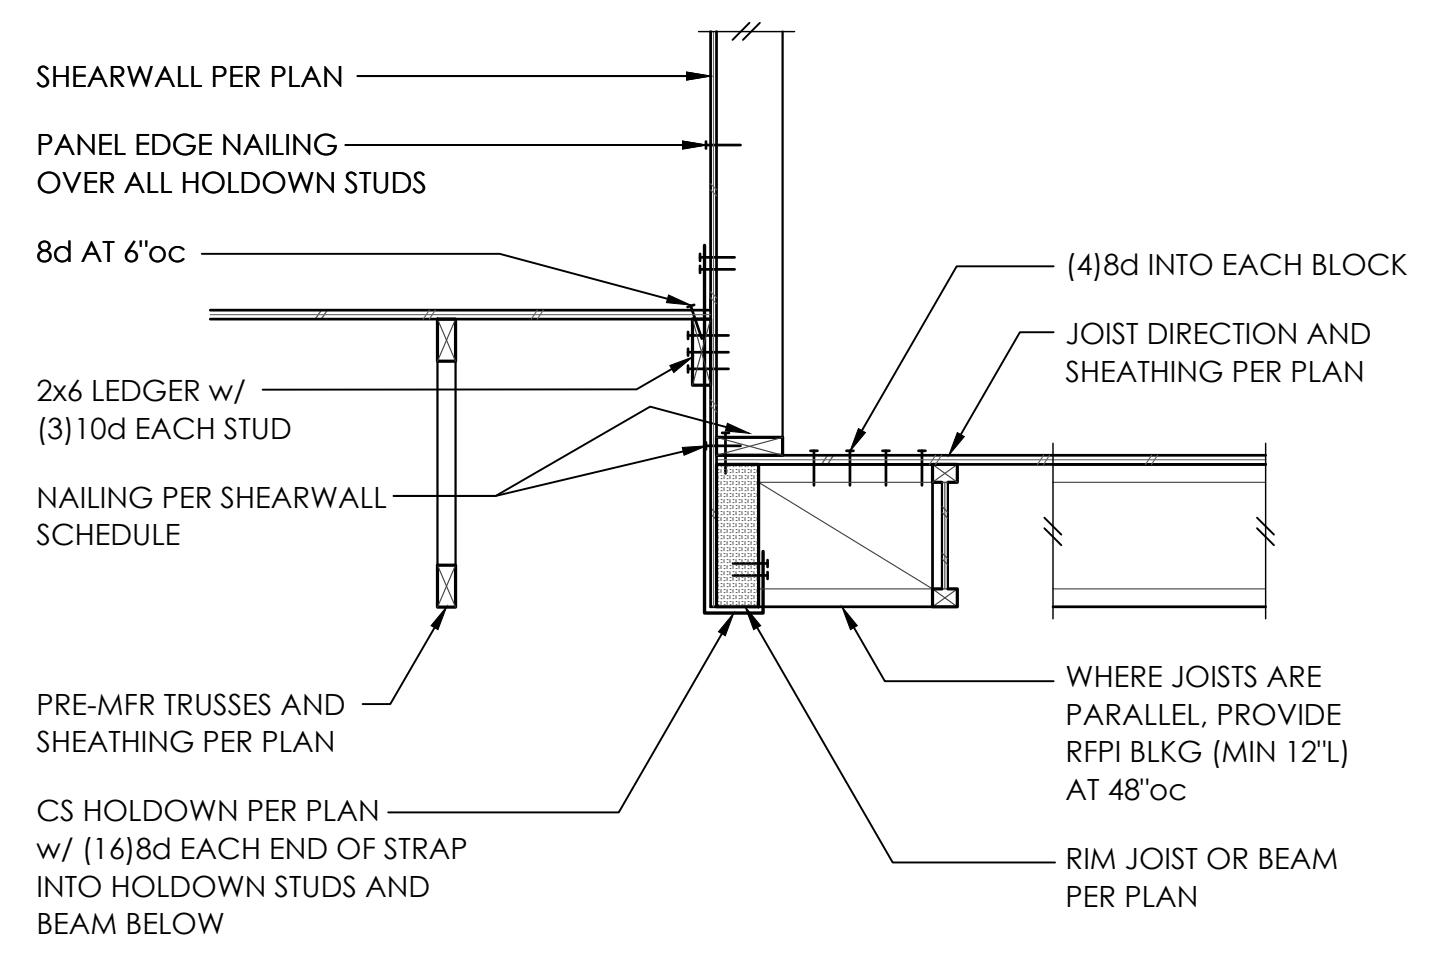 SHEARWALL PER PLAN
PANEL EDGE NAILING
OVER ALL HOLDOWN STUDS
8d AT 6"oc
2x6 LEDGER w/
(3)10d EACH STUD
NAILING PER SHEARWALL
SCHEDULE
PRE-MFR TRUSSES AND
SHEATHING PER PLAN
CS HOLDOWN PER PLAN
w/ (16)8d EACH END OF STRAP
INTO HOLDOWN STUDS AND
BEAM BELOW
(4)8d INTO EACH BLOCK
JOIST DIRECTION AND
SHEATHING PER PLAN
WHERE JOISTS ARE
PARALLEL, PROVIDE
RFPI BLKG (MIN 12"L)
AT 48"oc
RIM JOIST OR BEAM
PER PLAN